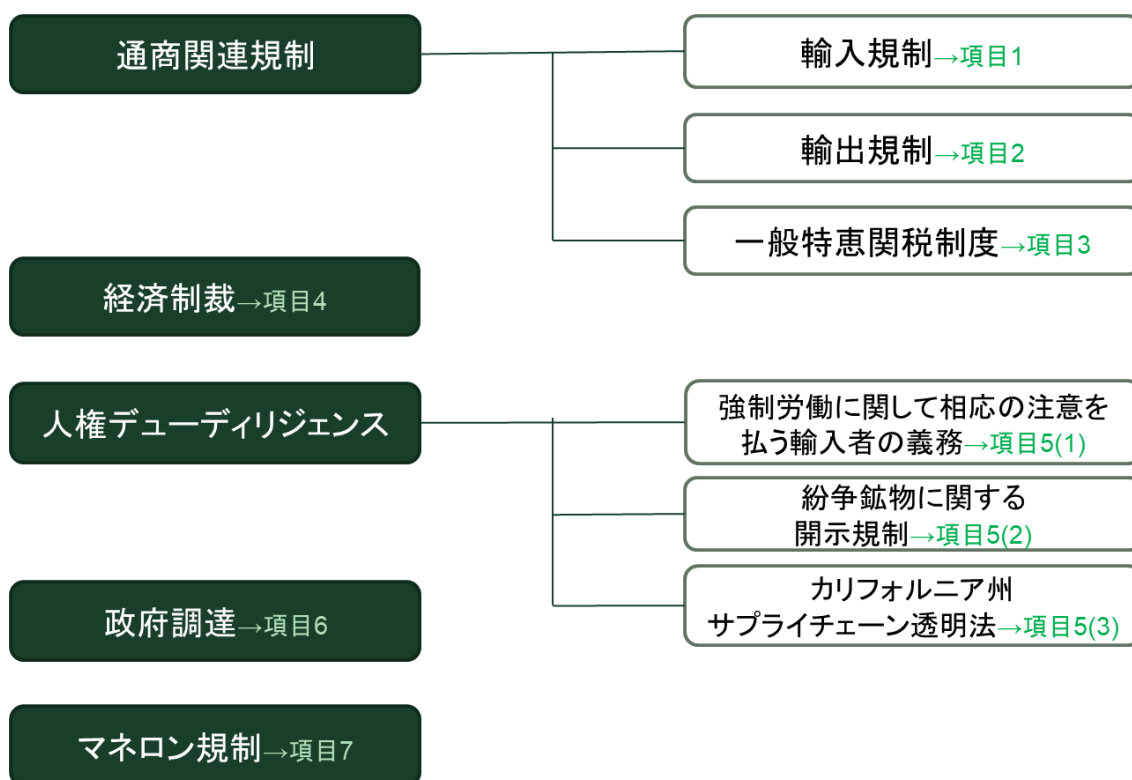 通商関連規制
輸入規制→項目1
輸出規制→項目2
一般特恵関税制度→項目3
経済制裁→項目4
人権デューディリジェンス
強制労働に関して相応の注意を
払う輸入者の義務→項目5(1)
紛争鉱物に関する
開示規制→項目5(2)
カリフォルニア州
サプライチェーン透明法→項目5(3)
政府調達→項目6
マネロン規制→項目7